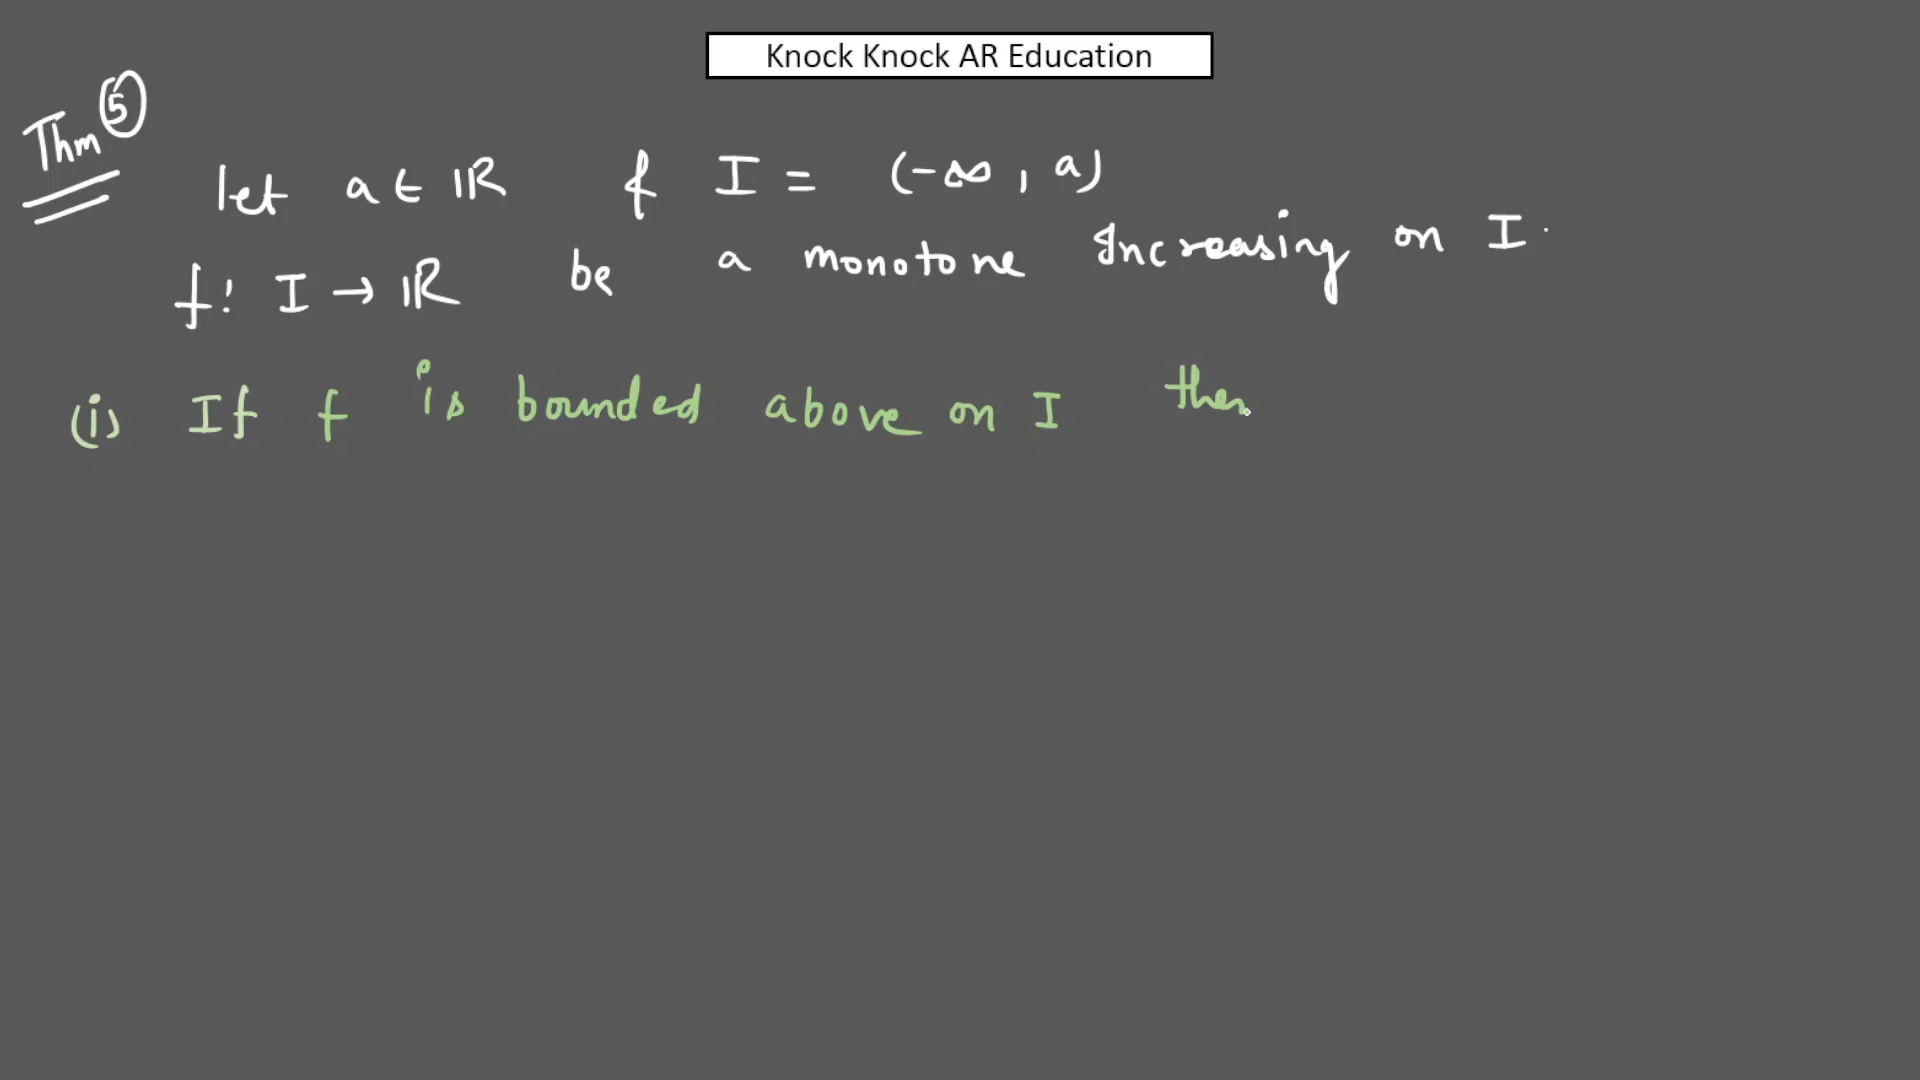 Knock Knock AR Education
Thm ⑤
let a ∈ ℝ & I = (-∞, a)
f: I → ℝ be a monotone Increasing on I.
(i) If f is bounded above on I then